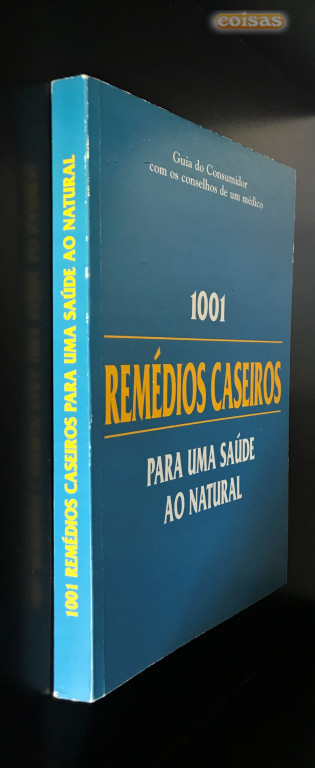 coisas
Guia do Consumidor
com os conselhos de um médico
1001
REMÉDIOS CASEIROS
PARA UMA SAÚDE
AO NATURAL
1001 REMÉDIOS CASEIROS PARA UMA SAÚDE AO NATURAL